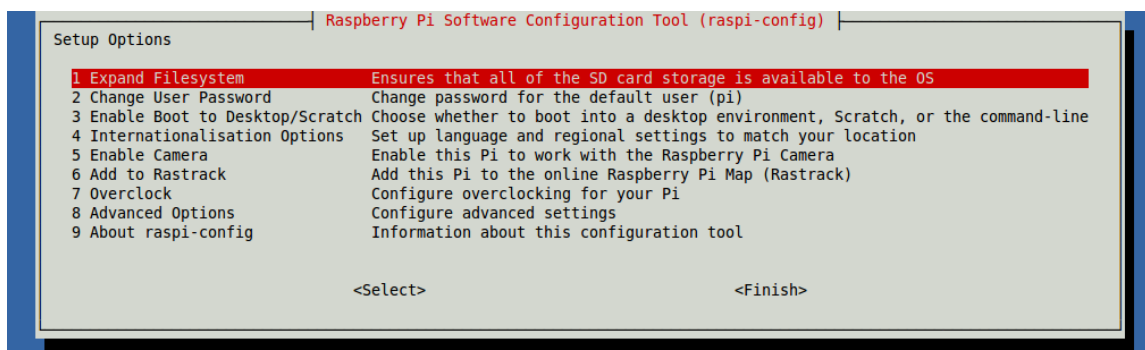 Raspberry Pi Software Configuration Tool (raspi-config)
Setup Options
1 Expand Filesystem Ensures that all of the SD card storage is available to the OS
2 Change User Password Change password for the default user (pi)
3 Enable Boot to Desktop/Scratch Choose whether to boot into a desktop environment, Scratch, or the command-line
4 Internationalisation Options Set up language and regional settings to match your location
5 Enable Camera Enable this Pi to work with the Raspberry Pi Camera
6 Add to Rastrack Add this Pi to the online Raspberry Pi Map (Rastrack)
7 Overclock Configure overclocking for your Pi
8 Advanced Options Configure advanced settings
9 About raspi-config Information about this configuration tool
<Select> <Finish>